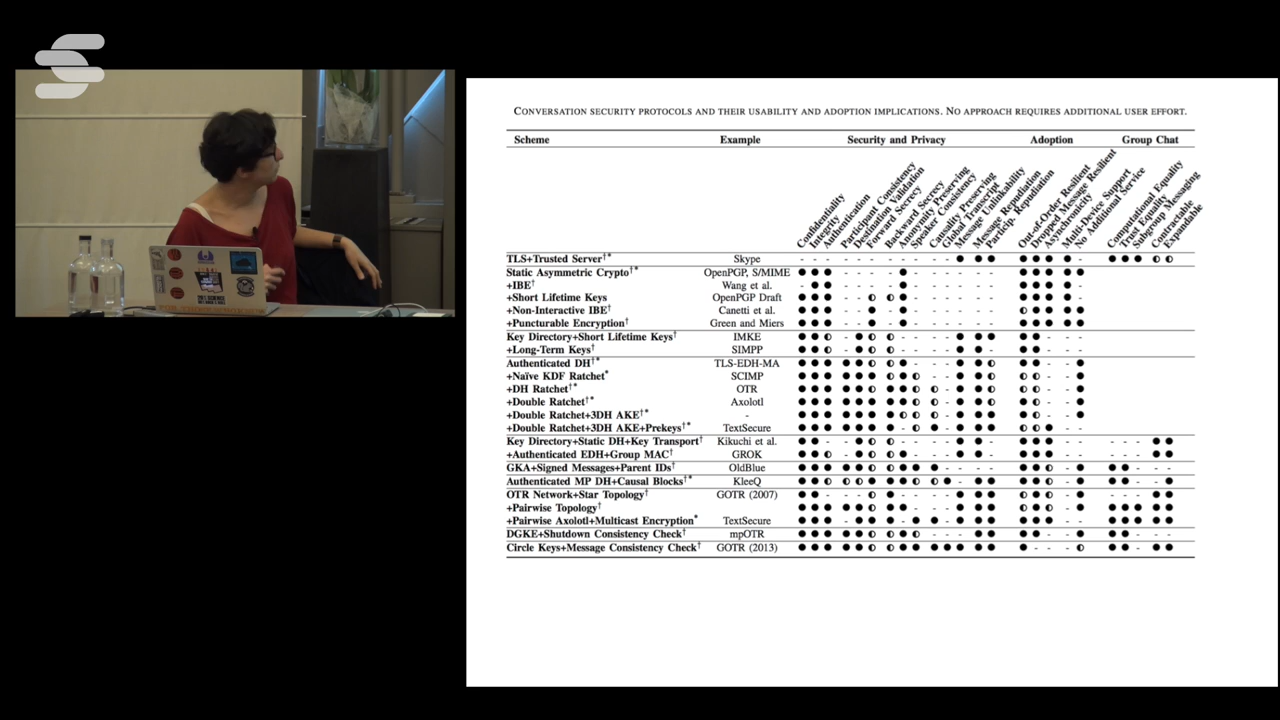 CONVERSATION SECURITY PROTOCOLS AND THEIR USABILITY AND ADOPTION IMPLICATIONS. NO APPROACH REQUIRES ADDITIONAL USER EFFORT.
Scheme Example Security and Privacy Adoption Group Chat
Confidentiality
Integrity
Authentication
Participant Consistency
Destination Validation
Forward Secrecy
Backward Secrecy
Anonymity Preserving
Speaker Consistency
Causality Preserving
Global Transcript
Message Unlinkability
Message Repudiation
Particip. Repudiation
Out-of-Order Resilient
Dropped Message Resilient
Asynchronicity
Multi-Device Support
No Additional Service
Computational Equality
Trust Equality
Subgroup Messaging
Contractable
Expandable
TLS+Trusted Server†* Skype - - - - - - - - - - - ● ● ● ● ● ● ● - ● ● ● ◐ ◐
Static Asymmetric Crypto†* OpenPGP, S/MIME ● ● ● - - - - ● - - - - - - ● ● ● ● ●
+IBE† Wang et al. - ● ● - - - - ● - - - - - - ● ● ● ● -
+Short Lifetime Keys OpenPGP Draft ● ● ● - - ◐ ◐ ● - - - - - - ● ● ● ● -
+Non-Interactive IBE† Canetti et al. ● ● ● - - ● - ● - - - - - - ◐ ● ● ● ●
+Puncturable Encryption† Green and Miers ● ● ● - - ● - ● - - - - - - ● ● ● ● ●
Key Directory+Short Lifetime Keys† IMKE ● ● ◐ - ● ◐ ◐ - - - - ● ● ● ● ● - - -
+Long-Term Keys† SIMPP ● ● ◐ - ● ◐ ◐ - - - - ● ● - ● ● - - -
Authenticated DH†* TLS-EDH-MA ● ● ● ● ● ◐ ◐ ● - - - ● ● ◐ ● ● - - ●
+Naïve KDF Ratchet* SCIMP ● ● ● ● ● ● ◐ ● ◐ - - ● ● ◐ ◐ ◐ - - ●
+DH Ratchet†* OTR ● ● ● ● ● ◐ ● ● ◐ ◐ - ● ● ◐ ● ◐ - - ●
+Double Ratchet†* Axolotl ● ● ● ● ● ● ● ● ◐ ◐ - ● ● ◐ ● ◐ - - ●
+Double Ratchet+3DH AKE†* - ● ● ● ● ● ● ● ◐ ◐ ◐ - ● ● ● ● ◐ - - ●
+Double Ratchet+3DH AKE+Prekeys†* TextSecure ● ● ● ● ● ● ● - ◐ ● - ● ● ● ◐ ◐ ● - -
Key Directory+Static DH+Key Transport† Kikuchi et al. ● ● - - ● ◐ ◐ - - - - ● ● - ● ● ● - - - - - ● ●
+Authenticated EDH+Group MAC† GROK ● ● ◐ - ● ◐ ◐ ● - - - ● ● - ● ● ● - - - - - ● ●
GKA+Signed Messages+Parent IDs† OldBlue ● ● ● ● ● ◐ ◐ ● ● ● - - - - ● ● ◐ - ● ● ● - - -
Authenticated MP DH+Causal Blocks†* KleeQ ● ● ◐ ◐ ◐ ● ● ● ◐ ◐ ● - ● ● ● ● ◐ - ● ● ● - - ●
OTR Network+Star Topology† GOTR (2007) ● ● - - - ◐ ● - - - - ● ● ● ◐ ● ◐ - ● - - - ● ●
+Pairwise Topology† ● ● ● ● ● ◐ ● ● - - - ● ● ● ◐ ● ◐ - ● ● ● ● ● ●
+Pairwise Axolotl+Multicast Encryption* TextSecure ● ● ● - ● ● ● - ● ● - ● ● ● ● ● ● - - ● ● ● ● ●
DGKE+Shutdown Consistency Check† mpOTR ● ● ● ● ● ◐ ◐ ● ◐ - - - ● ● ● ● - - ● ● ● - - -
Circle Keys+Message Consistency Check† GOTR (2013) ● ● ● ● ● ◐ ◐ ● ● ● ● ● ● ● ● - - - ◐ ● ● - ● ●